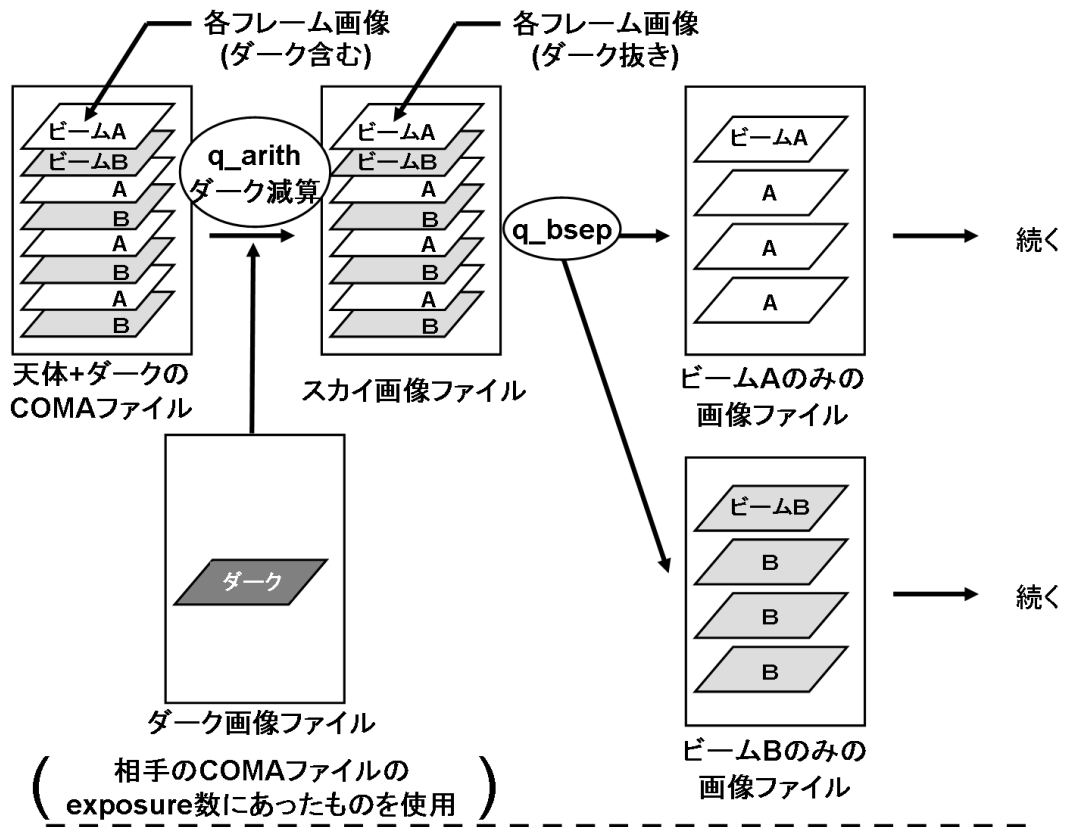 各フレーム画像
(ダーク含む)
各フレーム画像
(ダーク抜き)
ビームA
ビームB
A
B
A
B
A
B
天体+ダークの
COMAファイル
q_arith
ダーク減算
ビームA
ビームB
A
B
A
B
A
B
スカイ画像ファイル
q_bsep
ビームA
A
A
A
ビームAのみの
画像ファイル
続く
ダーク
ダーク画像ファイル
(相手のCOMAファイルの
exposure数にあったものを使用)
ビームB
B
B
B
ビームBのみの
画像ファイル
続く